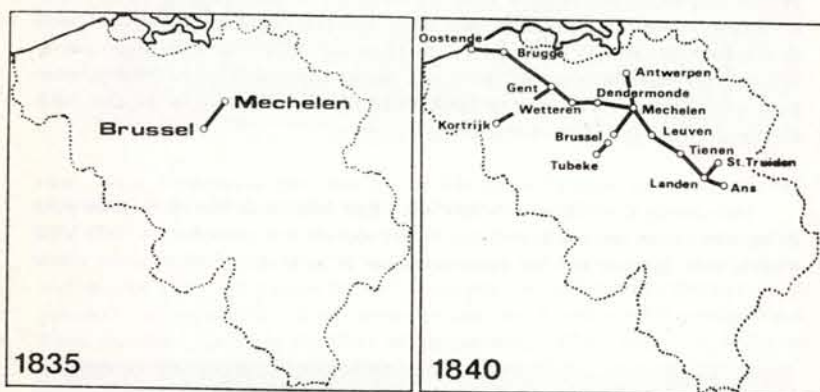 Mechelen
Brussel
1835
Oostende
Brugge
Antwerpen
Gent
Dendermonde
Wetteren
Mechelen
Kortrijk
Brussel
Leuven
Tubeke
Tienen
St.Truiden
Landen
Ans
1840